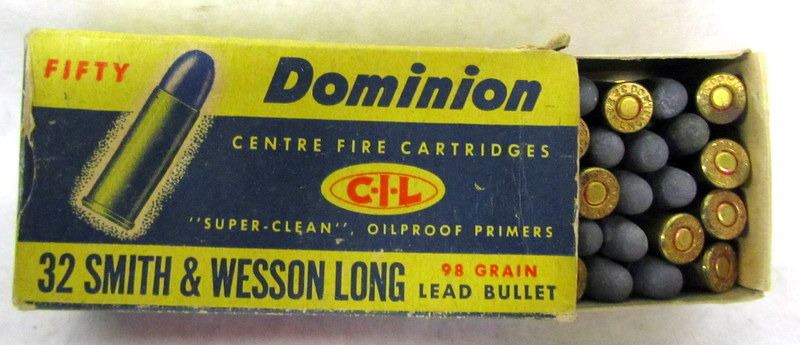 FIFTY
Dominion
CENTRE FIRE CARTRIDGES
C·I·L
"SUPER-CLEAN", OILPROOF PRIMERS
32 SMITH & WESSON LONG
98 GRAIN
LEAD BULLET